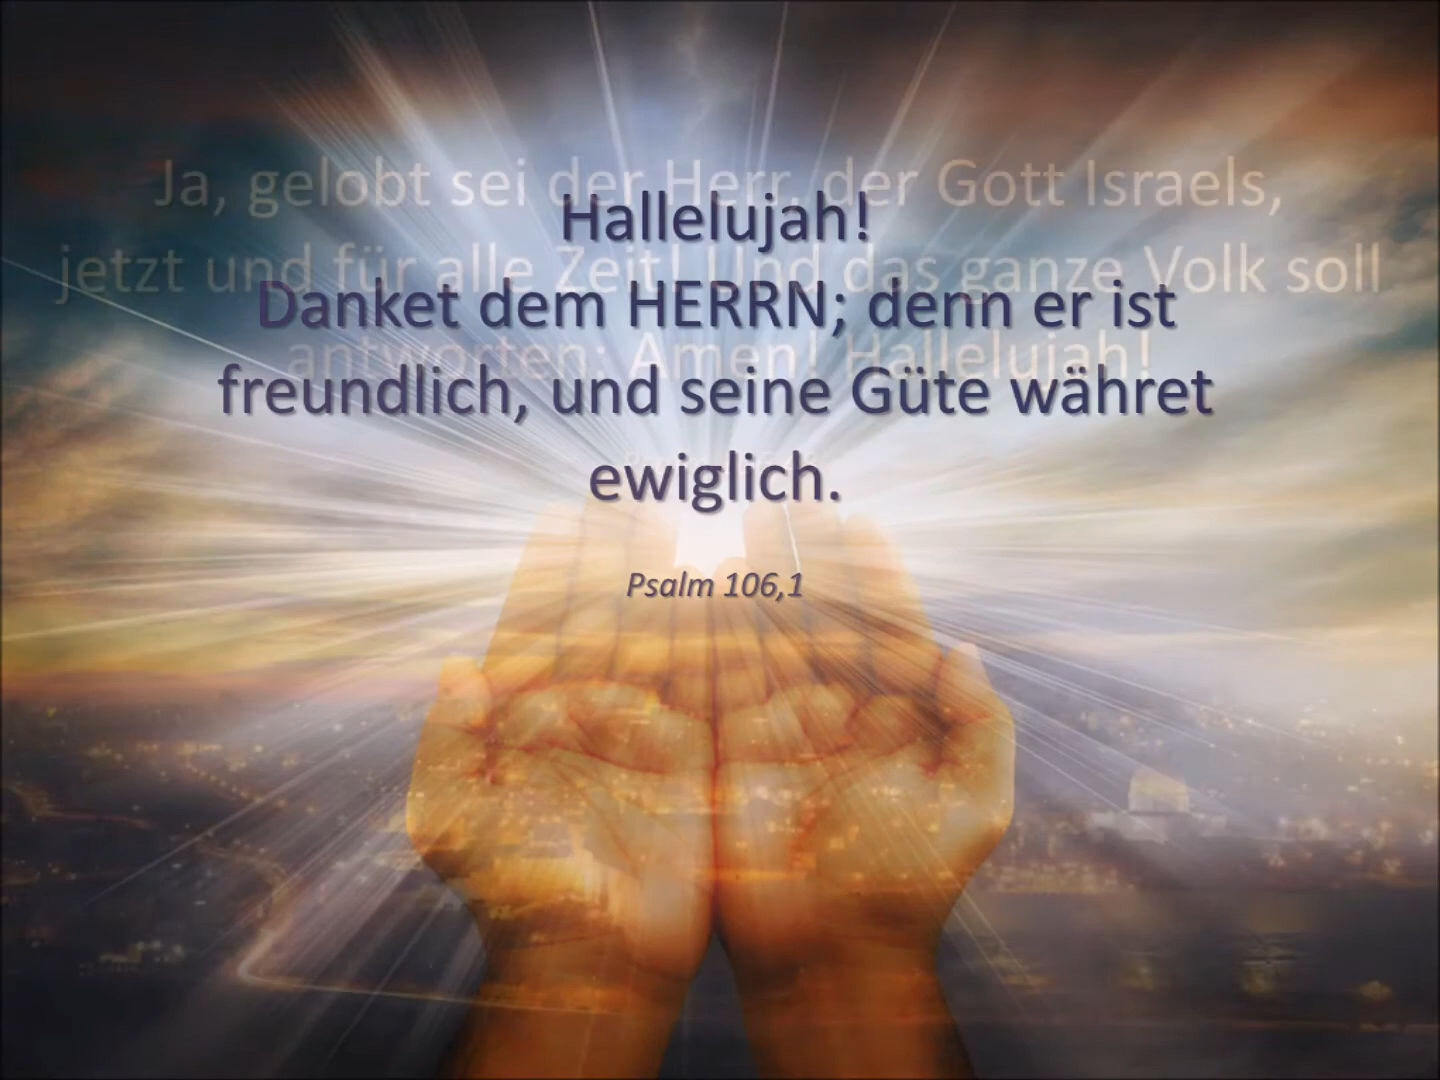 Ja, gelobt sei der Herr, der Gott Israels,
jetzt und für alle Zeit! Und das ganze Volk soll
antworten: Amen! Hallelujah!
Hallelujah!
Danket dem HERRN; denn er ist
freundlich, und seine Güte währet
ewiglich.
Psalm 106,1